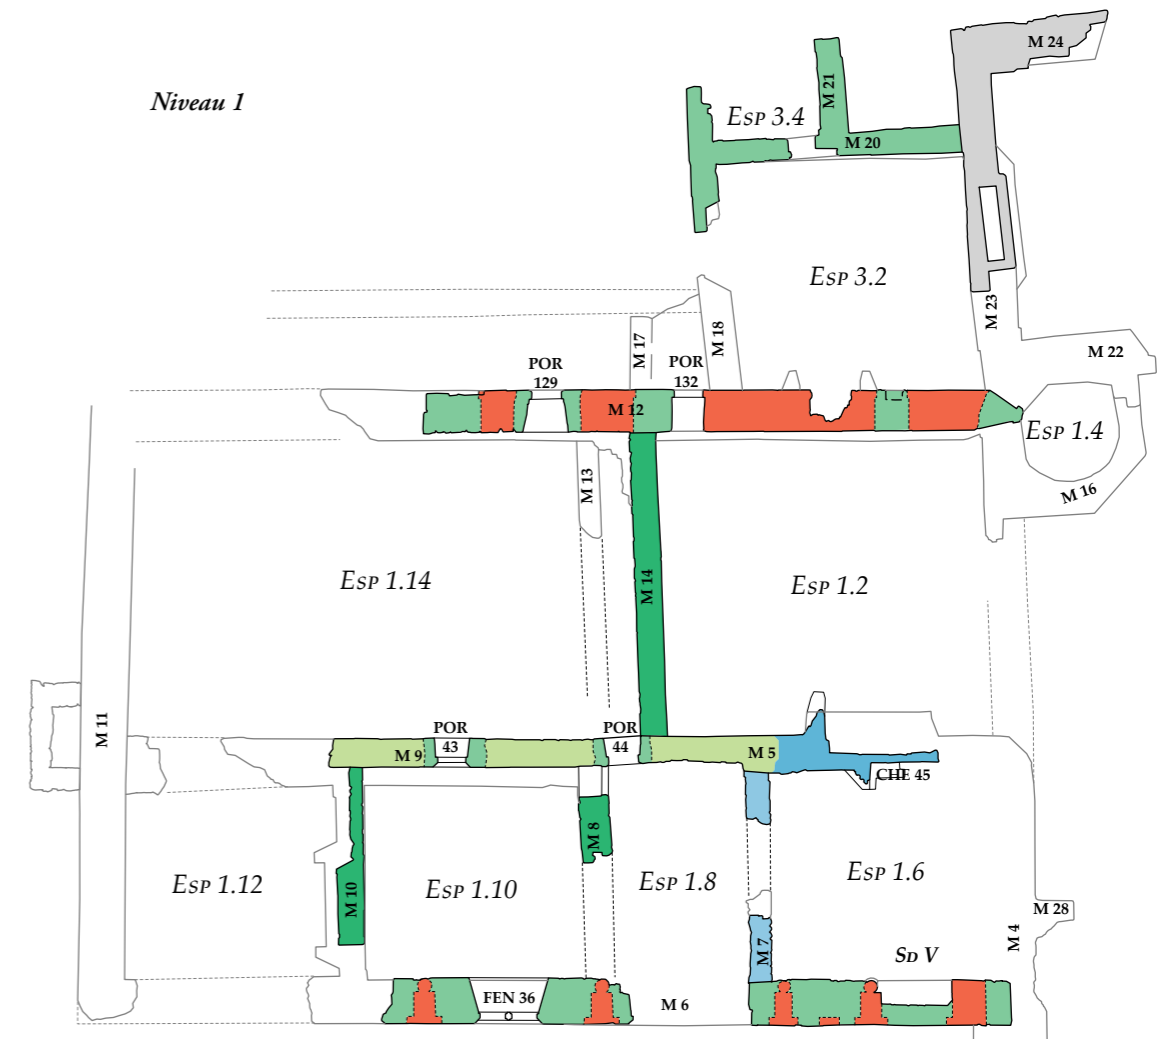 M 24
Niveau 1
M 21
Esp 3.4
M 20
Esp 3.2
M 23
M 17
M 18
M 22
POR
129
POR
132
M 12
Esp 1.4
M 13
M 16
Esp 1.14
M 14
Esp 1.2
M 11
POR
43
POR
44
M 9
M 5
CHE 45
M 8
Esp 1.12
Esp 1.10
Esp 1.8
Esp 1.6
M 10
M 28
M 7
Sd V
M 4
FEN 36
M 6